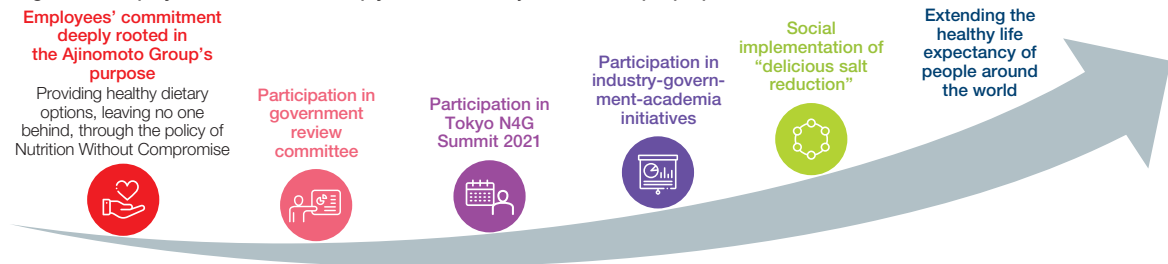 Employees’ commitment
deeply rooted in
the Ajinomoto Group’s
purpose
Providing healthy dietary
options, leaving no one
behind, through the policy of
Nutrition Without Compromise
Participation in
government
review
committee
Participation in
Tokyo N4G
Summit 2021
Participation in
industry-govern-
ment-academia
initiatives
Social
implementation of
“delicious salt
reduction”
Extending the
healthy life
expectancy of
people around
the world